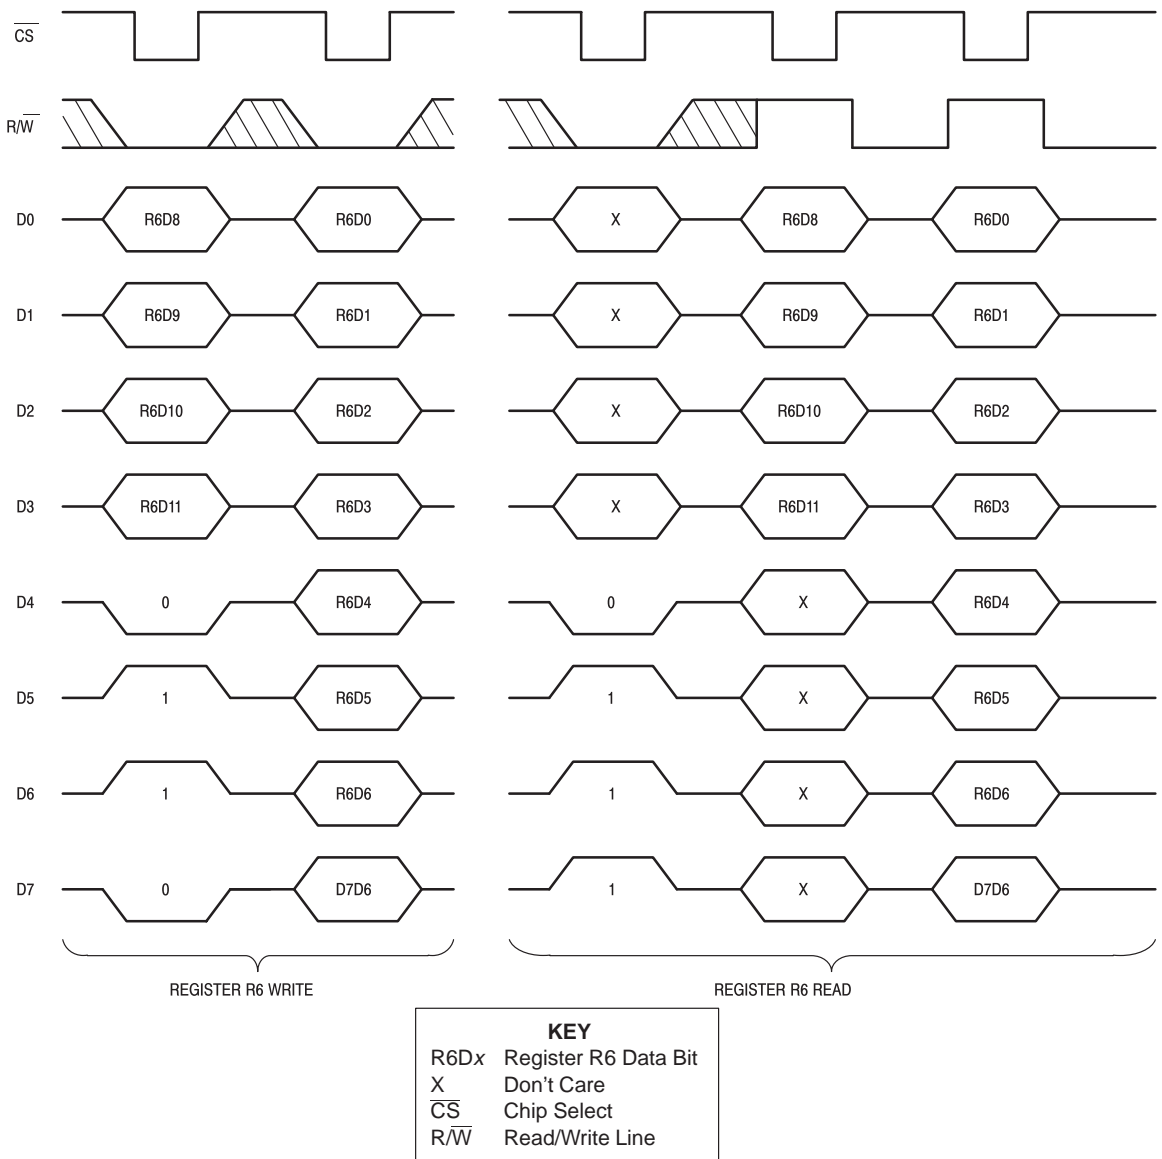 CS
R/W
D0 R6D8 R6D0 X R6D8 R6D0
D1 R6D9 R6D1 X R6D9 R6D1
D2 R6D10 R6D2 X R6D10 R6D2
D3 R6D11 R6D3 X R6D11 R6D3
D4 0 R6D4 0 X R6D4
D5 1 R6D5 1 X R6D5
D6 1 R6D6 1 X R6D6
D7 0 D7D6 1 X D7D6
REGISTER R6 WRITE REGISTER R6 READ
KEY
R6Dx Register R6 Data Bit
X Don't Care
CS Chip Select
R/W Read/Write Line